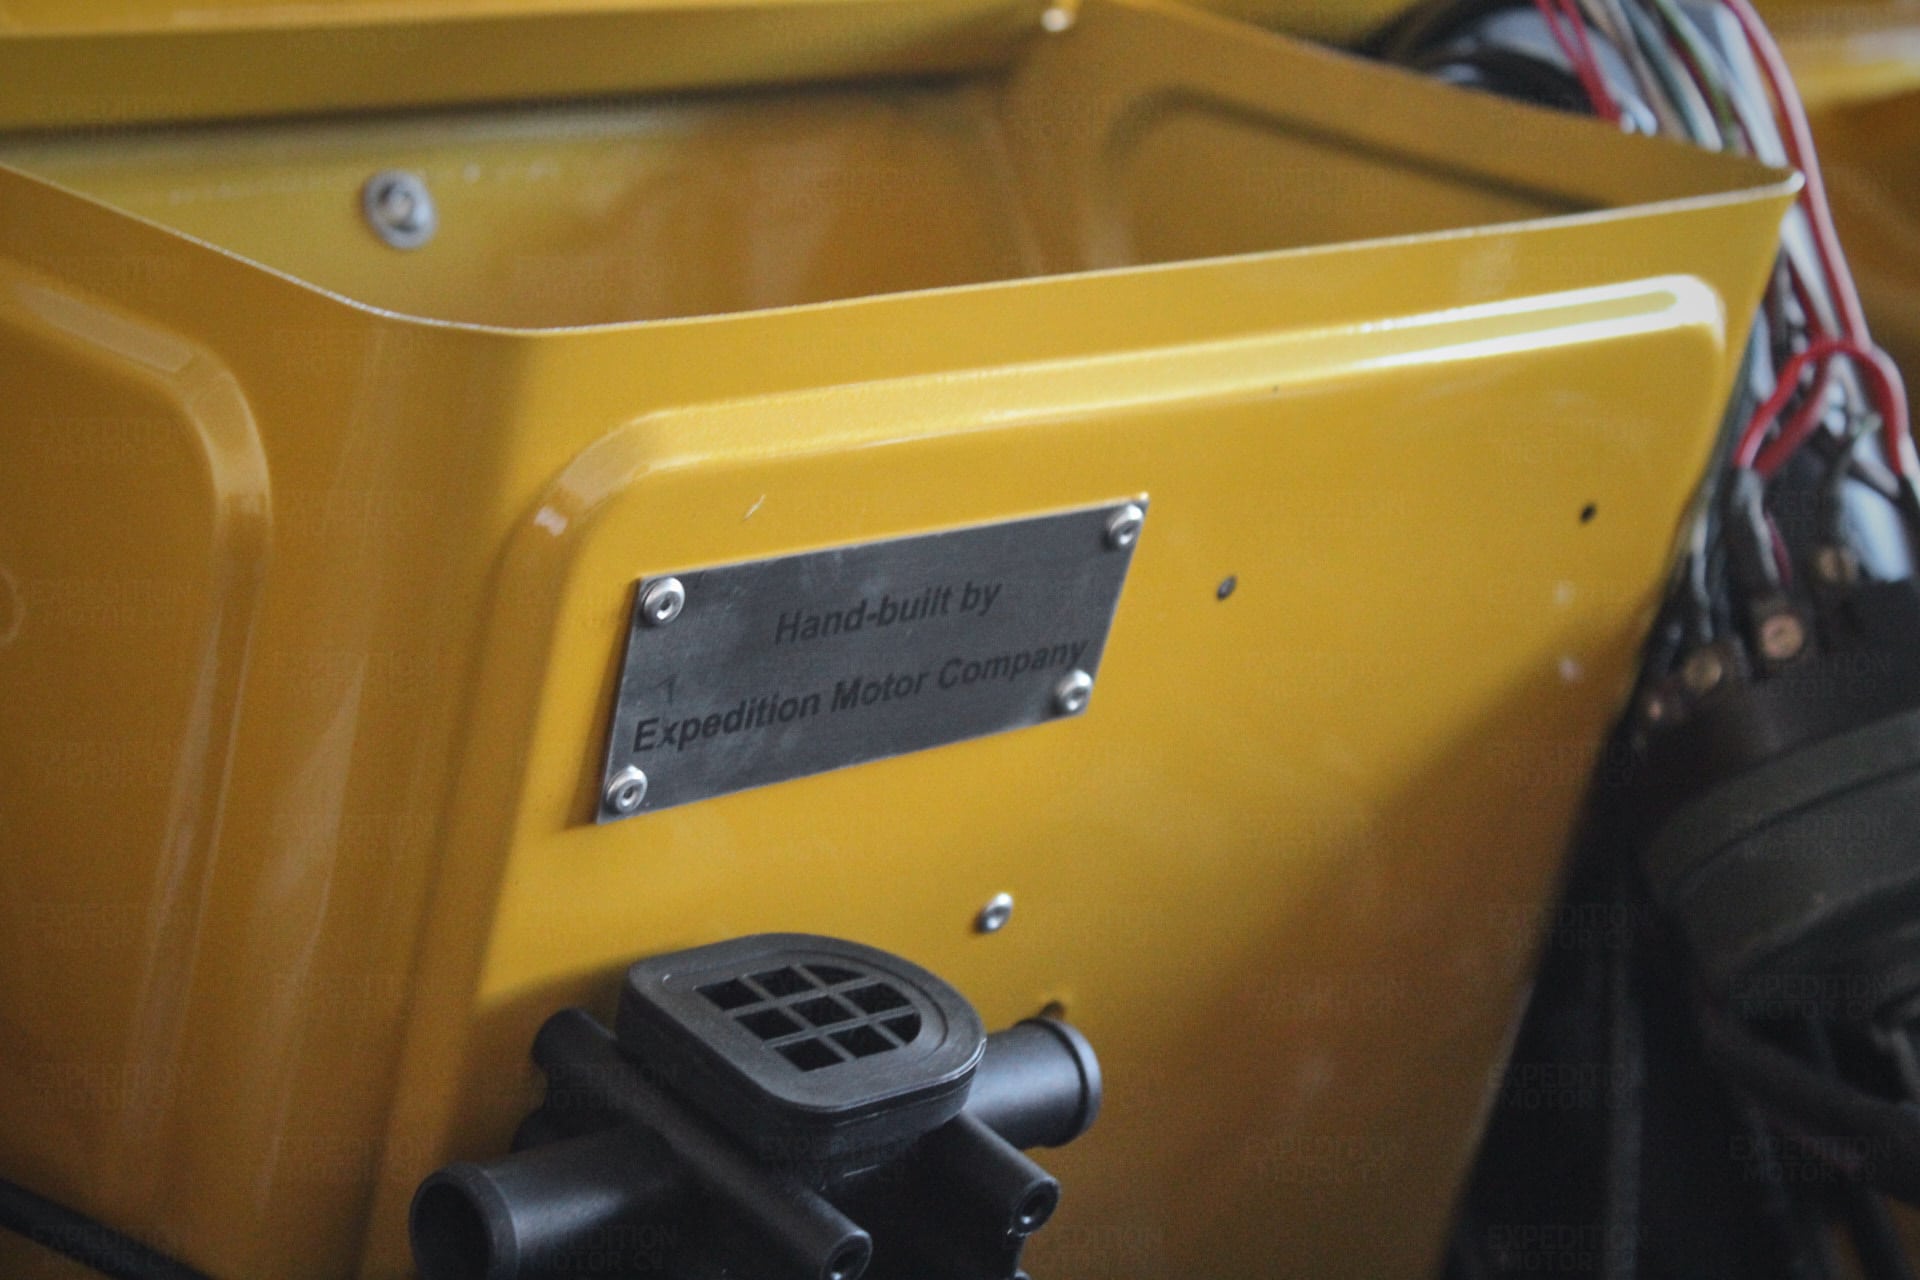 Hand-built by
Expedition Motor Company